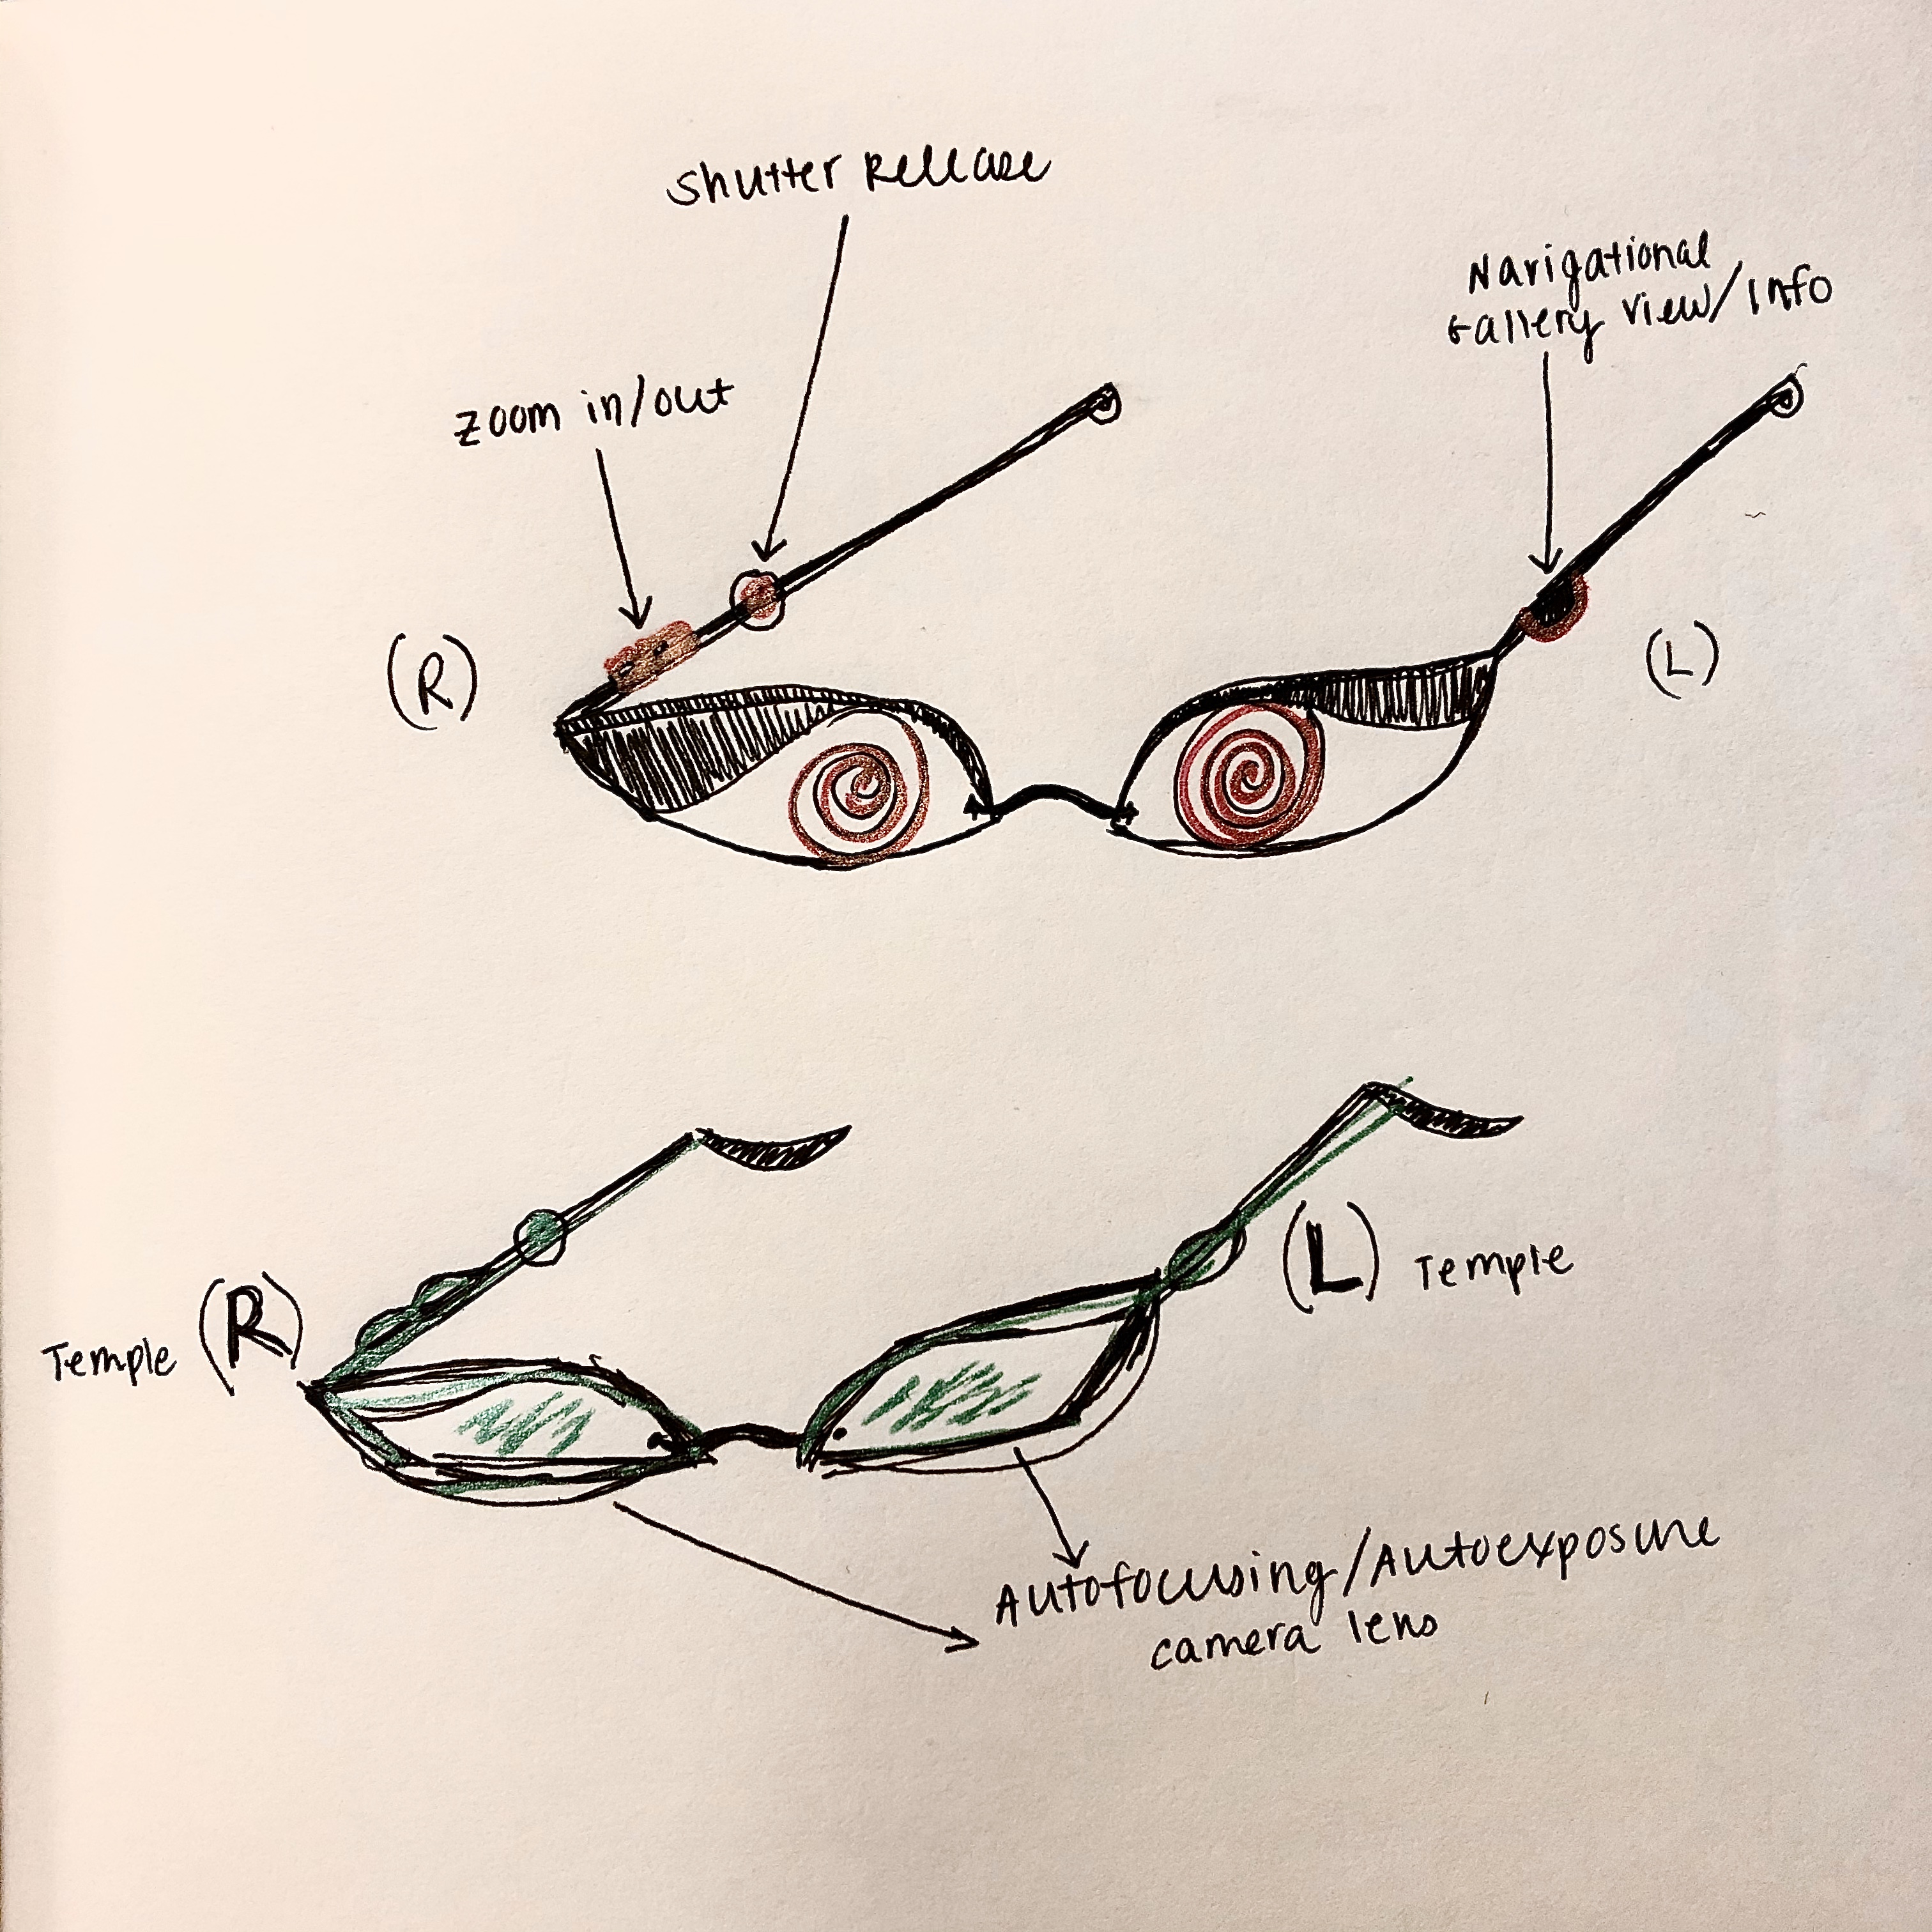 Shutter Release
Navigational
Gallery view/Info
zoom in/out
(R)
(L)
(L) Temple
Temple (R)
Autofocusing/Autoexposure
camera lens